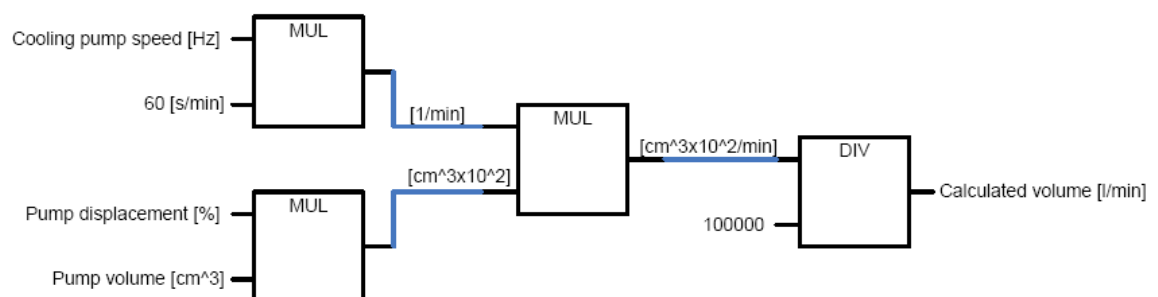 MUL
Cooling pump speed [Hz]
60 [s/min]
[1/min]
MUL
[cm^3x10^2/min]
DIV
[cm^3x10^2]
MUL
Pump displacement [%]
Calculated volume [l/min]
100000
Pump volume [cm^3]